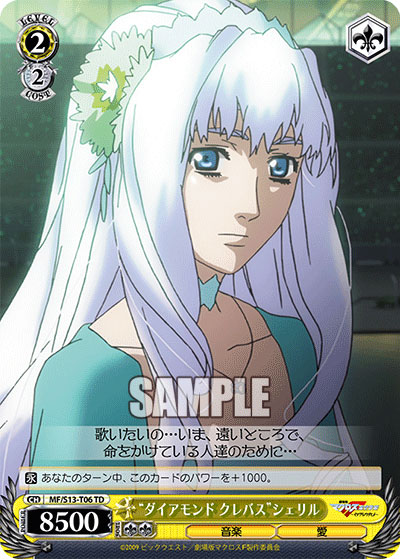 LEVEL
2
2
COST
SAMPLE
歌いたいの…いま、遠いところで、
命をかけている人達のために…
永 あなたのターン中、このカードのパワーを+1000。
CH MF/S13-T06 TD
"ダイアモンド クレバス"シェリル
POWER
8500
音楽 愛
©2009 ビックウエスト/劇場版マクロスF製作委員会